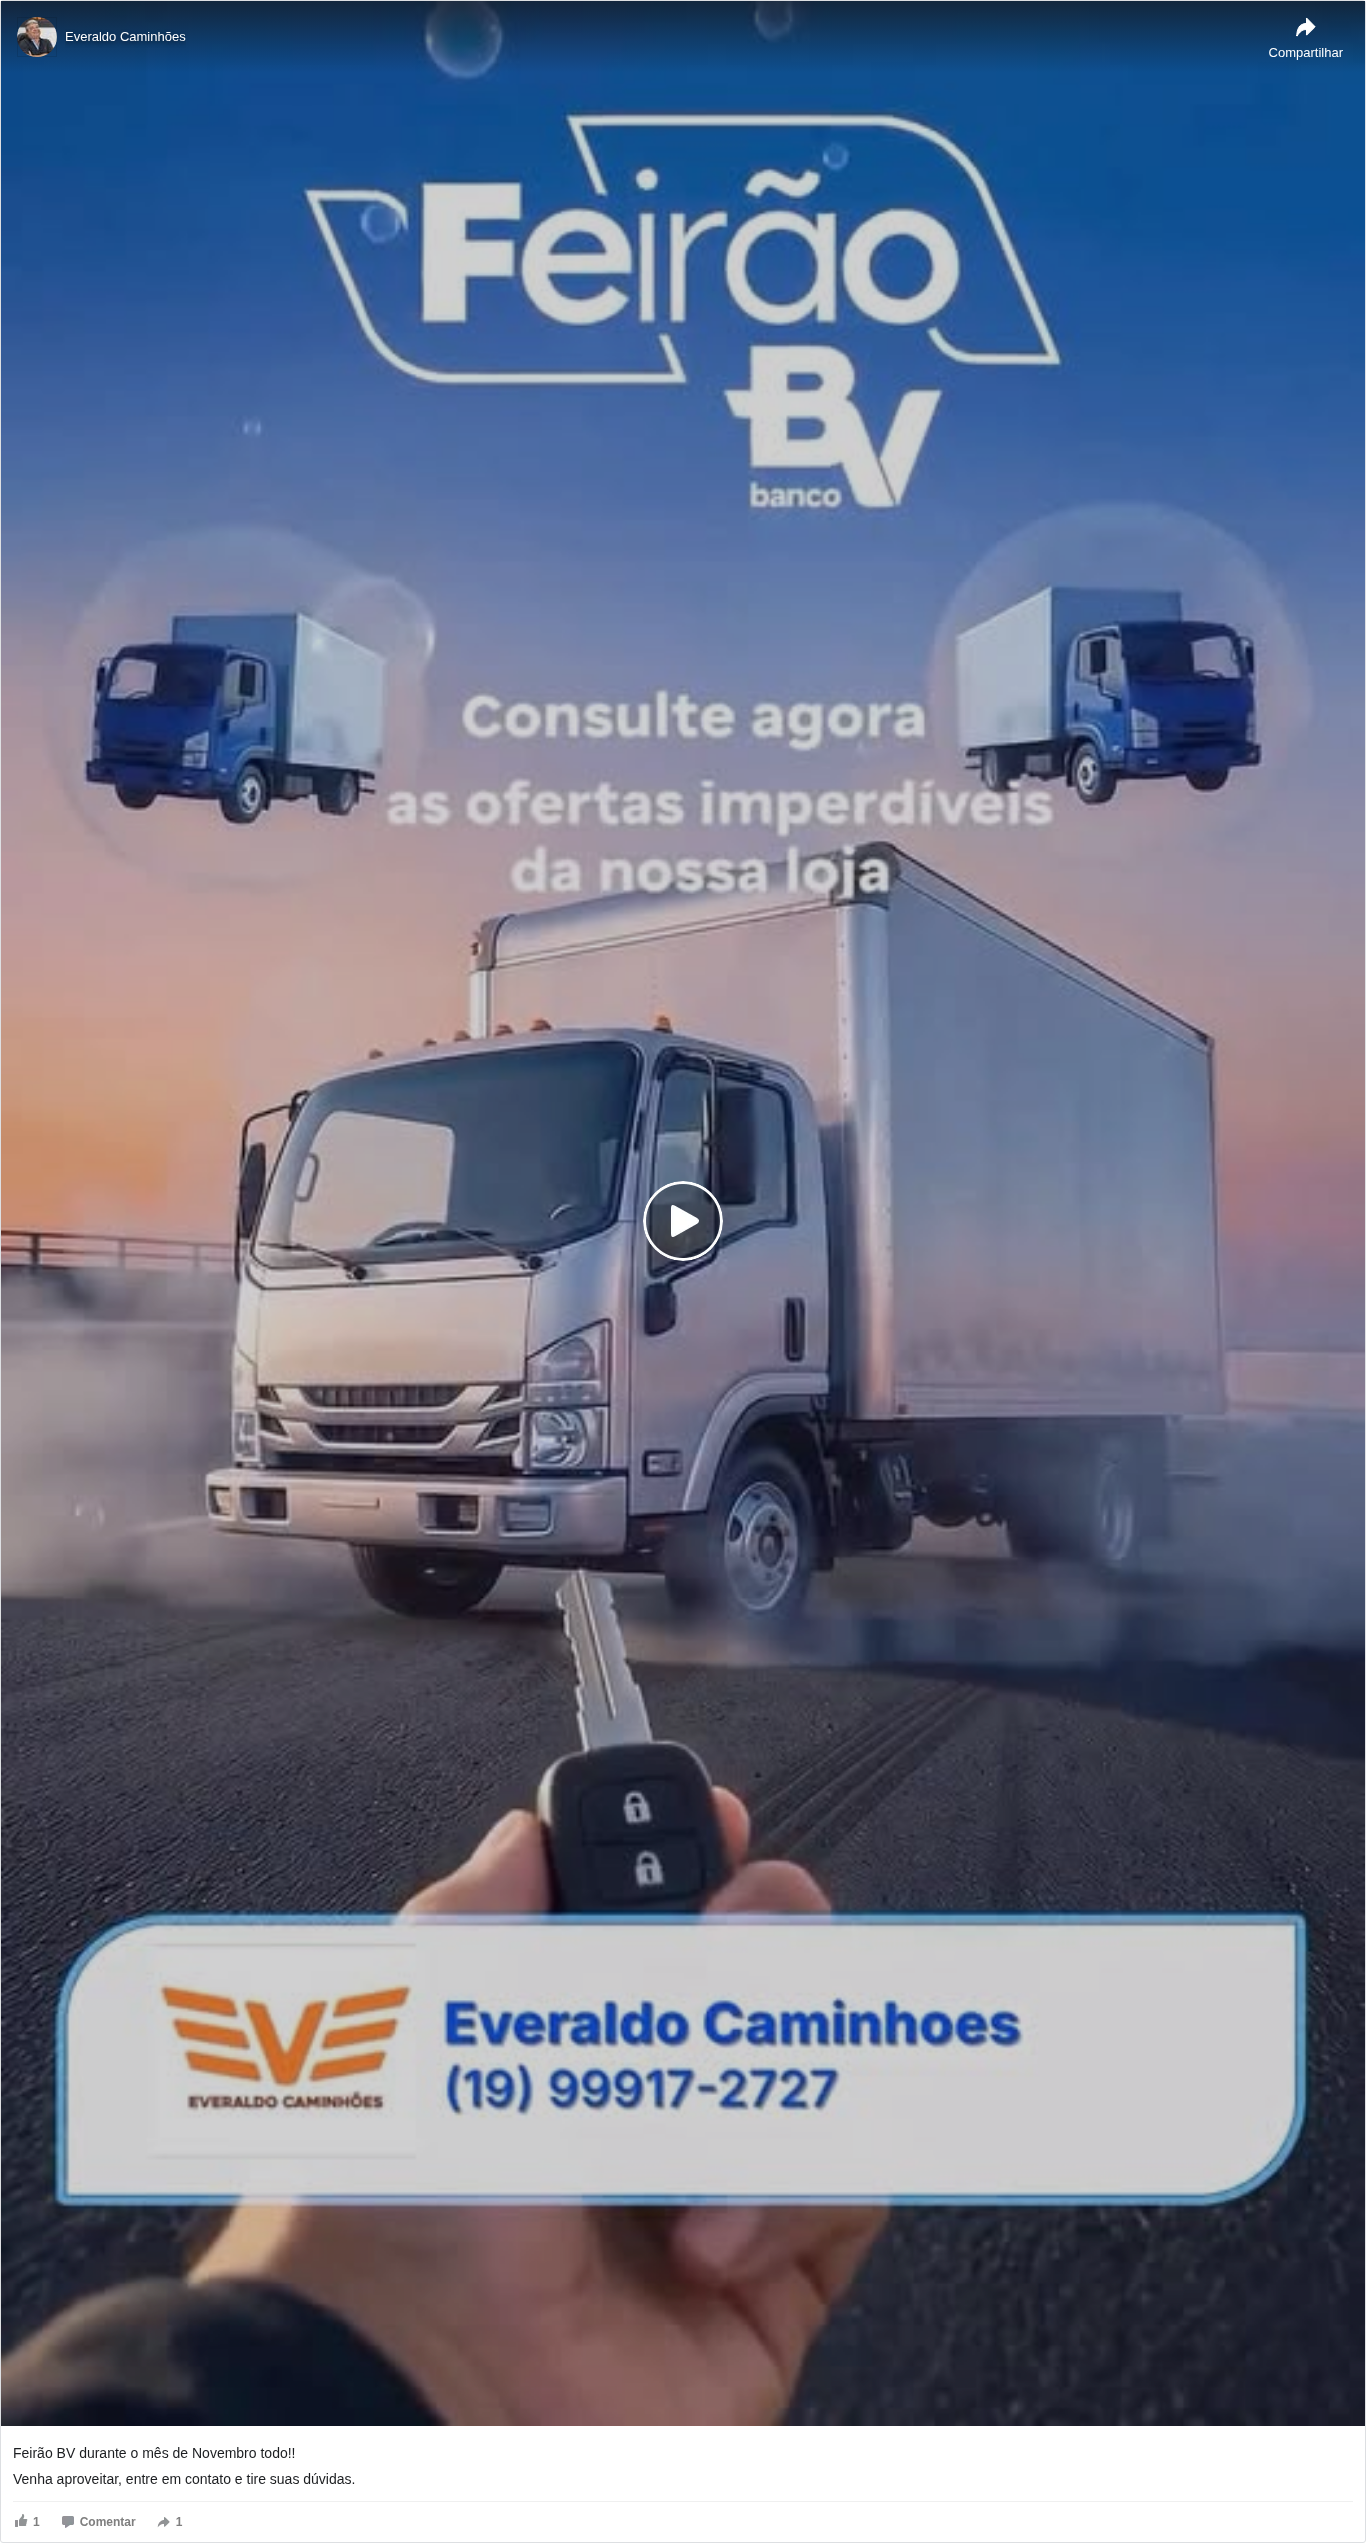 Everaldo Caminhões
Compartilhar
Feirão
BV
banco
Consulte agora
as ofertas imperdíveis
da nossa loja
EVE
EVERALDO CAMINHÕES
Everaldo Caminhoes
(19) 99917-2727
Feirão BV durante o mês de Novembro todo!!
Venha aproveitar, entre em contato e tire suas dúvidas.
1 Comentar 1